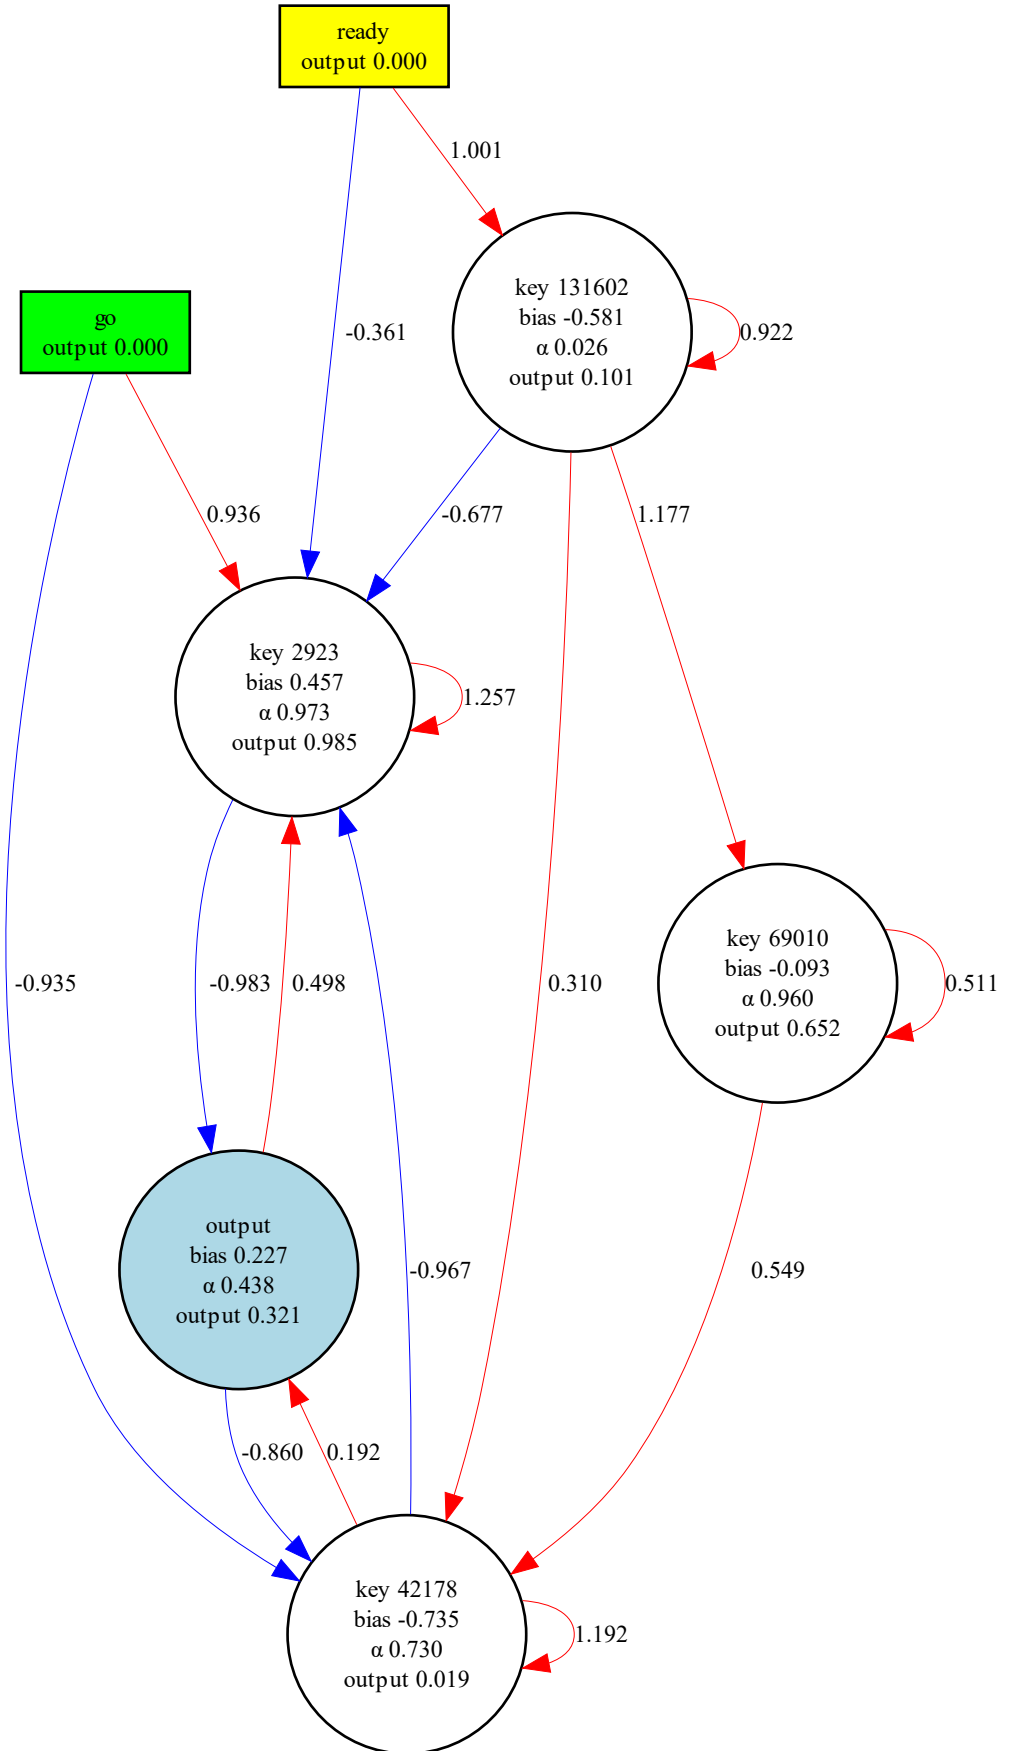 ready
output 0.000
1.001
key 131602
bias -0.581
α 0.026
output 0.101
0.922
go
output 0.000
-0.361
0.936
-0.677
1.177
key 2923
bias 0.457
α 0.973
output 0.985
1.257
key 69010
bias -0.093
α 0.960
output 0.652
0.511
-0.935
-0.983
0.498
0.310
output
bias 0.227
α 0.438
output 0.321
-0.967
0.549
-0.860
0.192
key 42178
bias -0.735
α 0.730
output 0.019
1.192